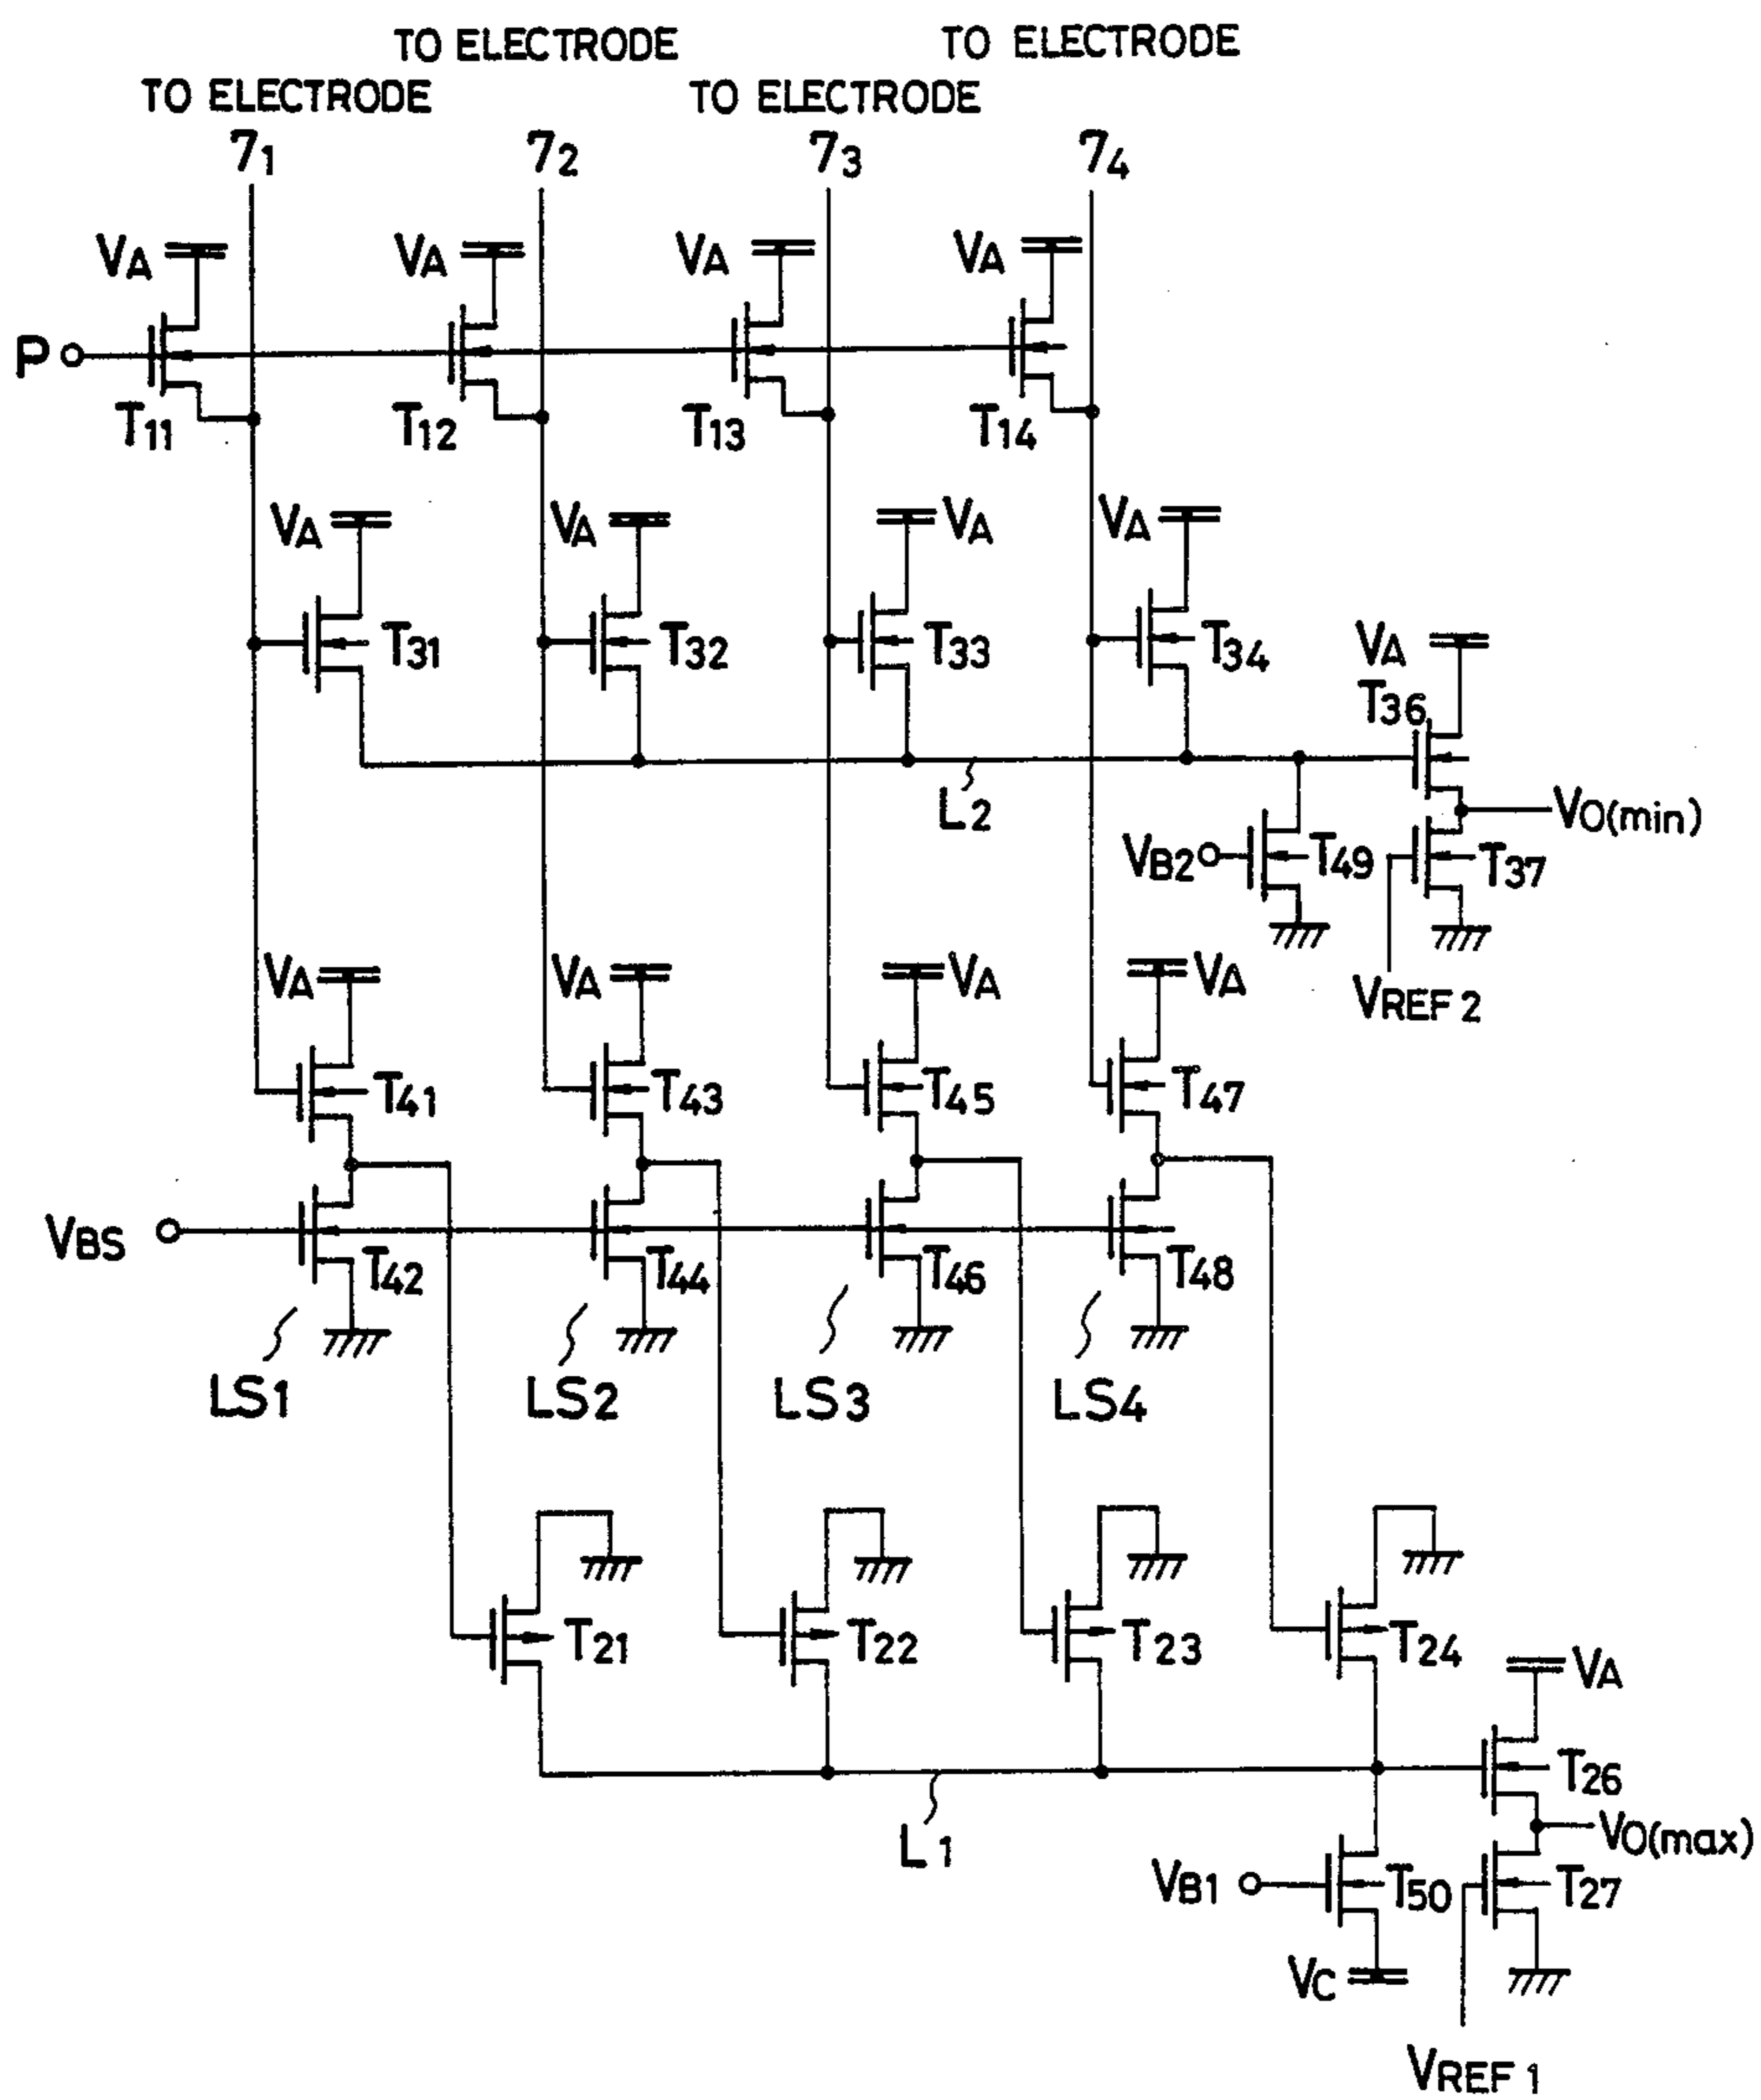 TO ELECTRODE TO ELECTRODE
TO ELECTRODE TO ELECTRODE
71 72 73 74
VA VA VA VA
P
T11 T12 T13 T14
VA VA VA VA
T31 T32 T33 T34
VA
T36
L2
VO(min)
VB2 T49 T37
VREF 2
VA VA VA VA
T41 T43 T45 T47
VBS
T42 T44 T46 T48
LS1 LS2 LS3 LS4
T21 T22 T23 T24
VA
T26
L1
VO(max)
VB1 T50 T27
VC
VREF 1